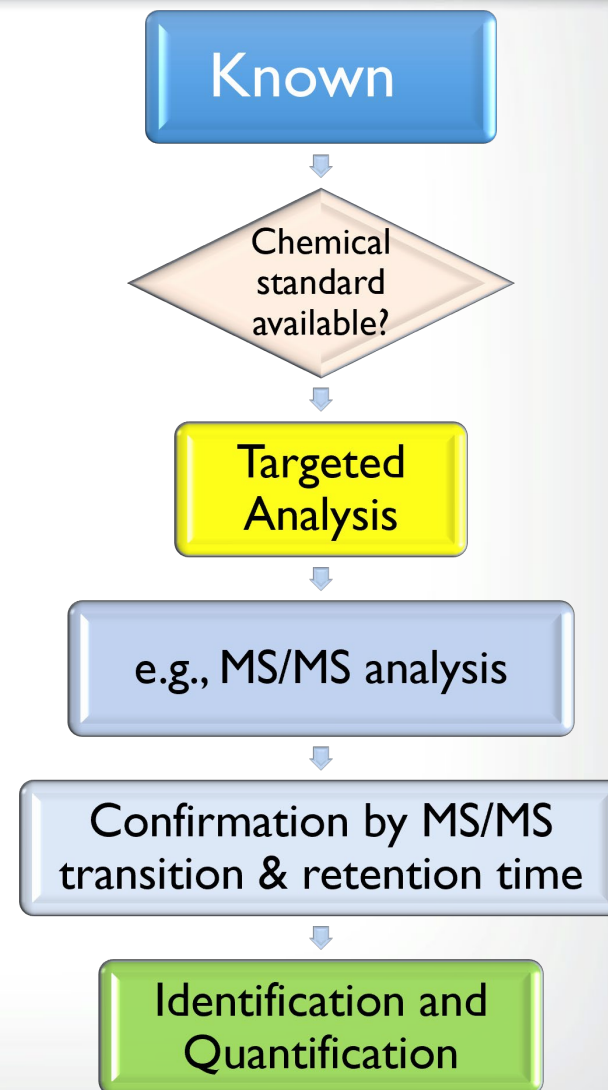 Known
Chemical
standard
available?
Targeted
Analysis
e.g., MS/MS analysis
Confirmation by MS/MS
transition & retention time
Identification and
Quantification